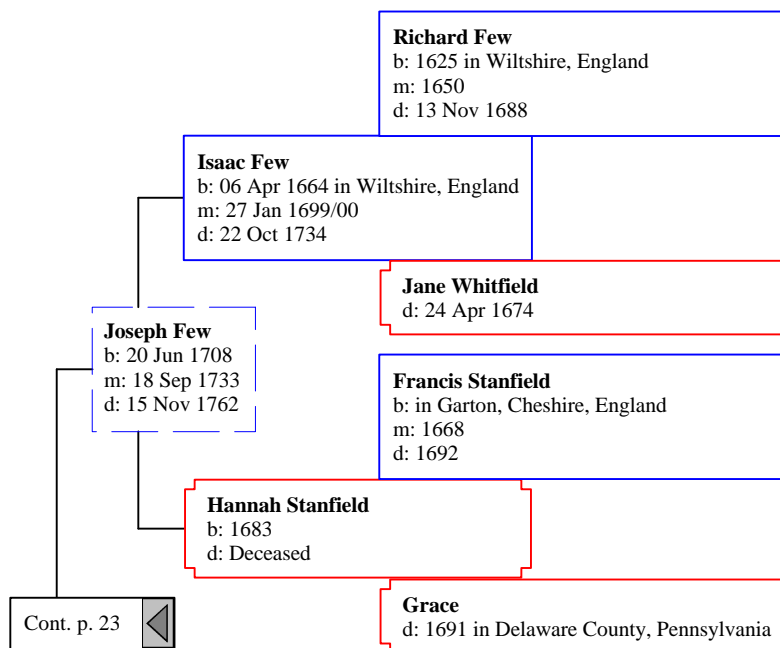 Richard Few
b: 1625 in Wiltshire, England
m: 1650
d: 13 Nov 1688
Isaac Few
b: 06 Apr 1664 in Wiltshire, England
m: 27 Jan 1699/00
d: 22 Oct 1734
Jane Whitfield
d: 24 Apr 1674
Joseph Few
b: 20 Jun 1708
m: 18 Sep 1733
d: 15 Nov 1762
Francis Stanfield
b: in Garton, Cheshire, England
m: 1668
d: 1692
Hannah Stanfield
b: 1683
d: Deceased
Grace
d: 1691 in Delaware County, Pennsylvania
Cont. p. 23